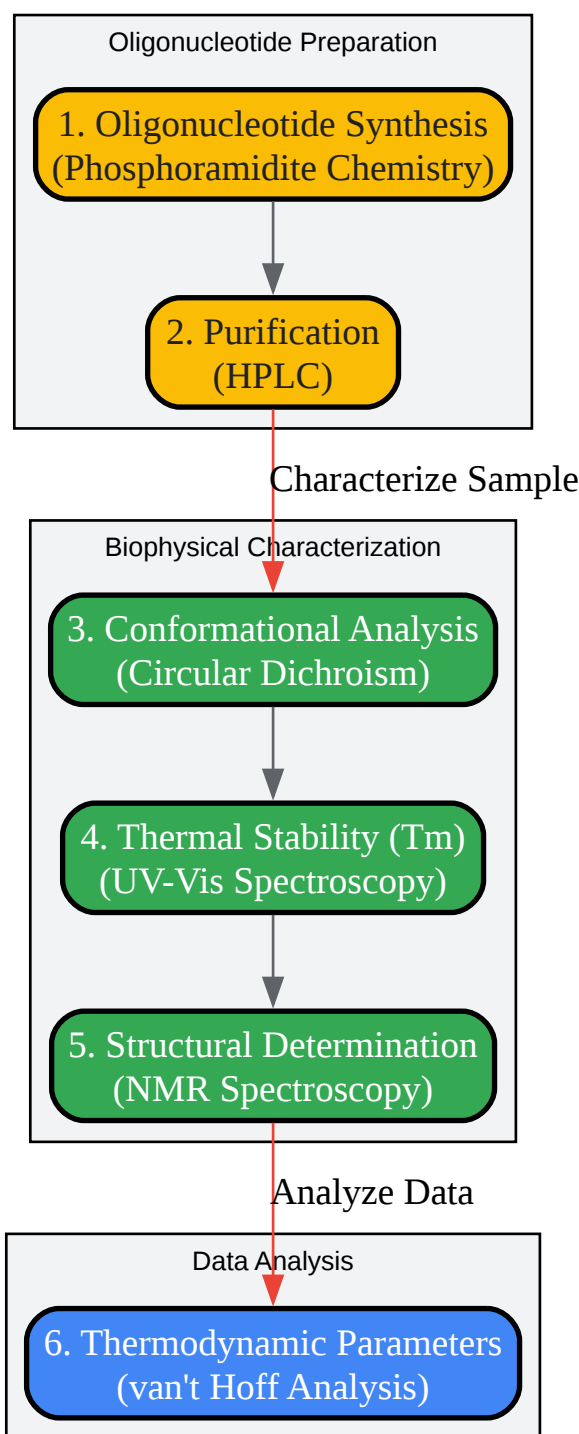 Oligonucleotide Preparation
1. Oligonucleotide Synthesis
(Phosphoramidite Chemistry)
2. Purification
(HPLC)
Characterize Sample
Biophysical Characterization
3. Conformational Analysis
(Circular Dichroism)
4. Thermal Stability (Tm)
(UV-Vis Spectroscopy)
5. Structural Determination
(NMR Spectroscopy)
Analyze Data
Data Analysis
6. Thermodynamic Parameters
(van't Hoff Analysis)